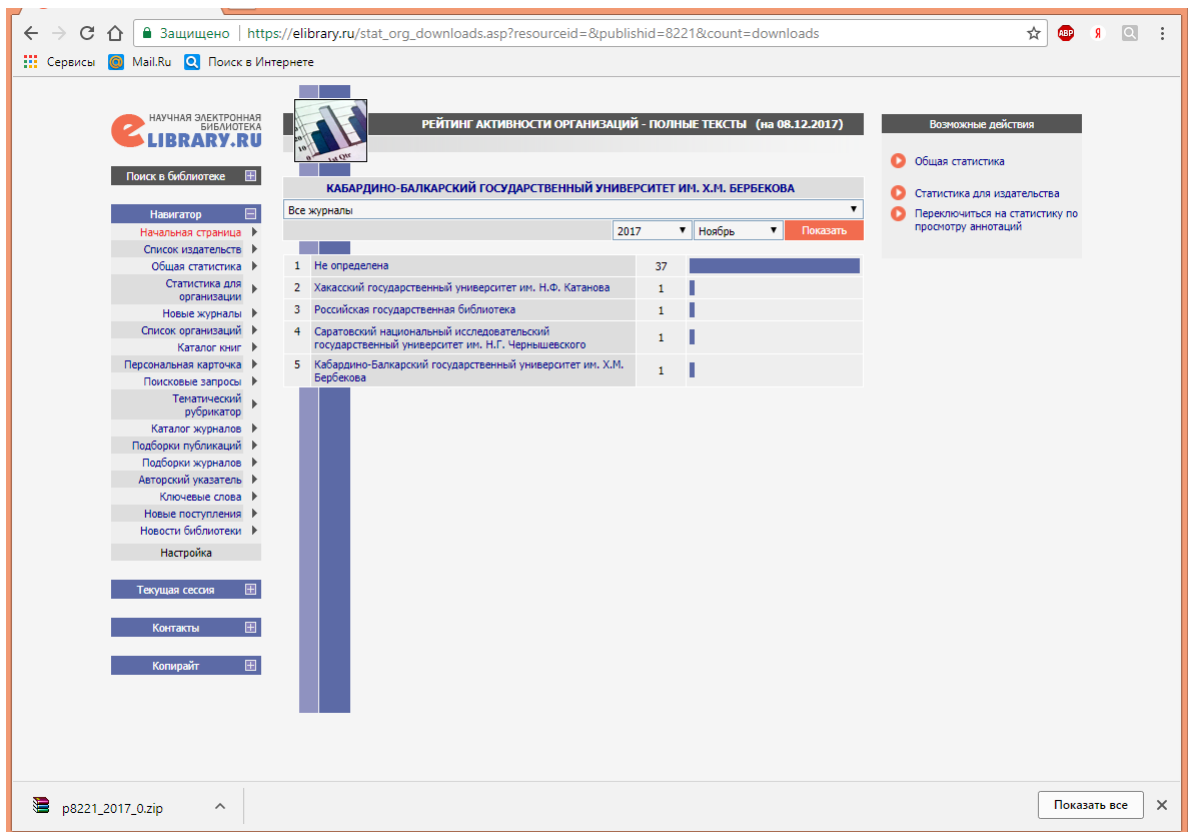 Защищено
https://elibrary.ru/stat_org_downloads.asp?resourceid=&publishid=8221&count=downloads
ABP
Я
Сервисы
Mail.Ru
Поиск в Интернете
НАУЧНАЯ ЭЛЕКТРОННАЯ
БИБЛИОТЕКА
eLIBRARY.RU
Поиск в библиотеке
Навигатор
Начальная страница
Список издательств
Общая статистика
Статистика для
организации
Новые журналы
Список организаций
Каталог книг
Персональная карточка
Поисковые запросы
Тематический
рубрикатор
Каталог журналов
Подборки публикаций
Подборки журналов
Авторский указатель
Ключевые слова
Новые поступления
Новости библиотеки
Настройка
Текущая сессия
Контакты
Копирайт
1st Qtr
РЕЙТИНГ АКТИВНОСТИ ОРГАНИЗАЦИЙ - ПОЛНЫЕ ТЕКСТЫ (на 08.12.2017)
КАБАРДИНО-БАЛКАРСКИЙ ГОСУДАРСТВЕННЫЙ УНИВЕРСИТЕТ ИМ. Х.М. БЕРБЕКОВА
Все журналы
2017 Ноябрь Показать
1 Не определена 37
2 Хакасский государственный университет им. Н.Ф. Катанова 1
3 Российская государственная библиотека 1
4 Саратовский национальный исследовательский
государственный университет им. Н.Г. Чернышевского 1
5 Кабардино-Балкарский государственный университет им. Х.М.
Бербекова 1
Возможные действия
Общая статистика
Статистика для издательства
Переключиться на статистику по
просмотру аннотаций
p8221_2017_0.zip
Показать все